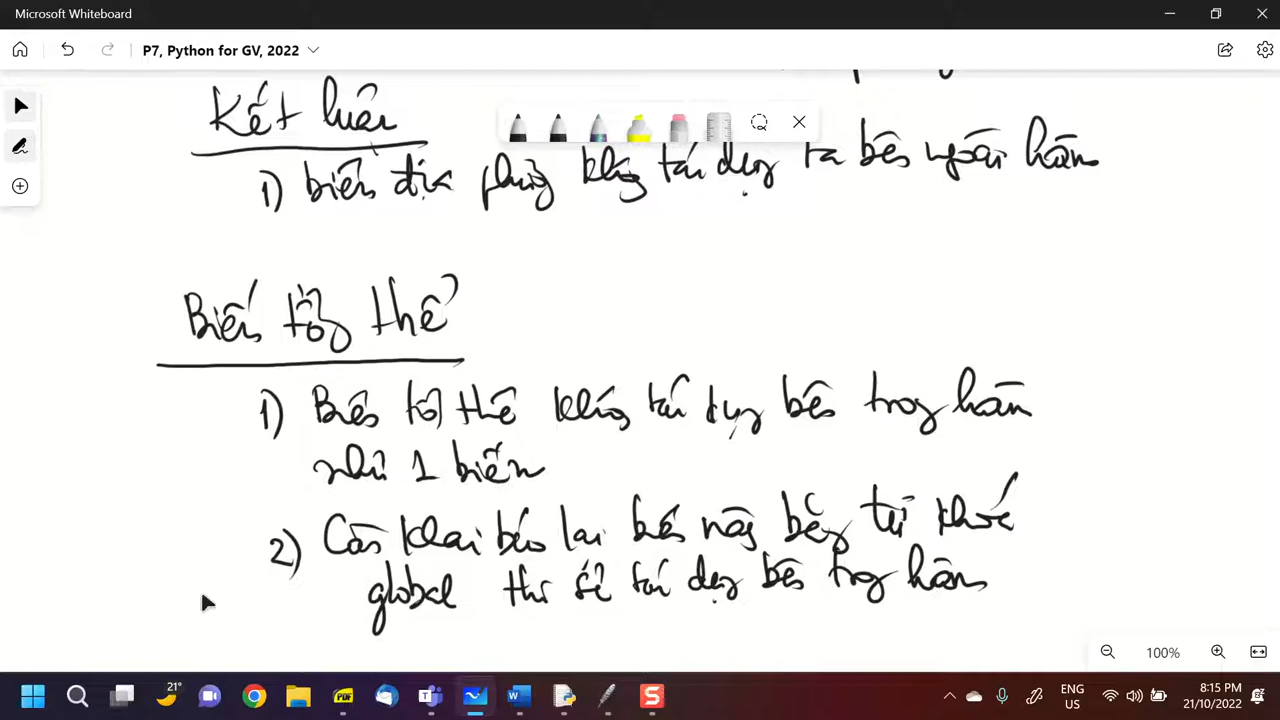 Microsoft Whiteboard
P7, Python for GV, 2022
Kết luận
1) biến địa phương không tác dụng ra bên ngoài hàm
Biến tổng thể
1) Biến tổng thể không tác dụng bên trong hàm
như 1 biến
2) Cần khai báo lại biến này bằng từ khóa
global thì sẽ tác dụng bên trong hàm
100%
21°
ENG
US
8:15 PM
21/10/2022